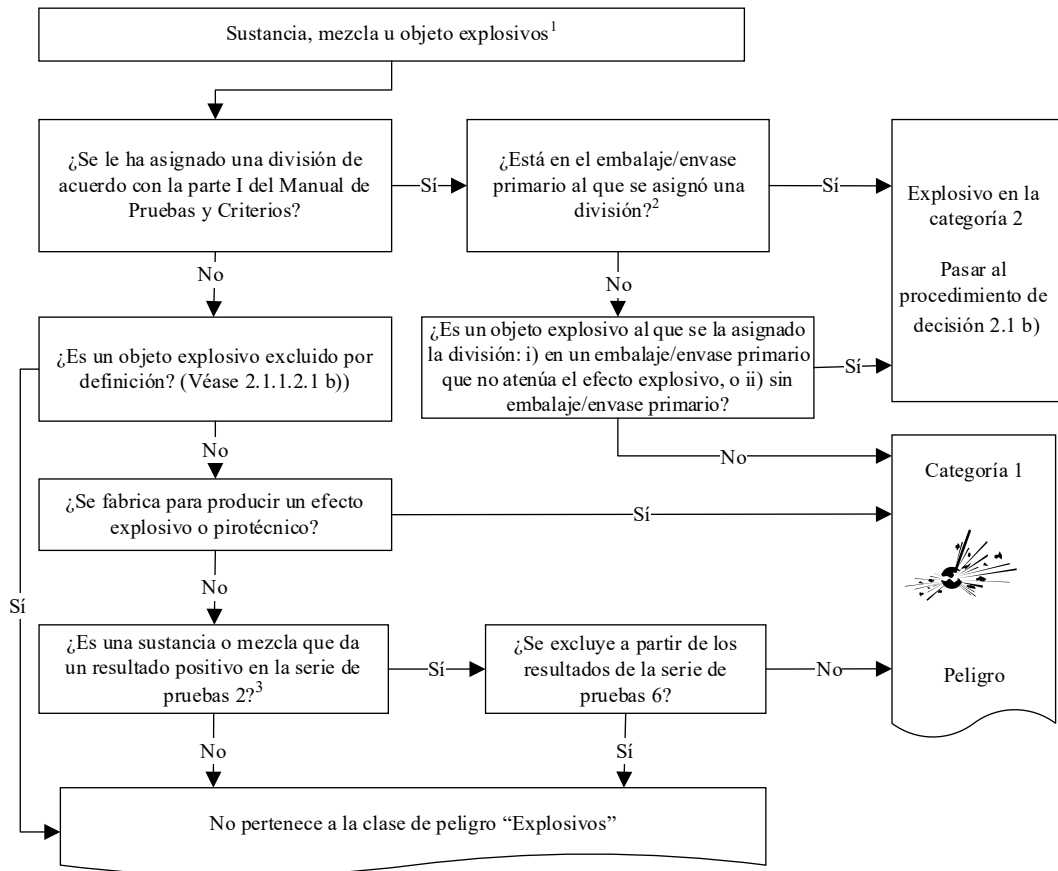 Sustancia, mezcla u objeto explosivos1
¿Se le ha asignado una división de
acuerdo con la parte I del Manual de
Pruebas y Criterios?
Sí
¿Está en el embalaje/envase
primario al que se asignó una
división?2
Sí
Explosivo en la
categoría 2
Pasar al
procedimiento de
decisión 2.1 b)
No
No
¿Es un objeto explosivo excluido por
definición? (Véase 2.1.1.2.1 b))
¿Es un objeto explosivo al que se la asignado
la división: i) en un embalaje/envase primario
que no atenúa el efecto explosivo, o ii) sin
embalaje/envase primario?
Sí
No
No
Categoría 1
¿Se fabrica para producir un efecto
explosivo o pirotécnico?
Sí
No
Sí
¿Es una sustancia o mezcla que da
un resultado positivo en la serie de
pruebas 2?3
Sí
¿Se excluye a partir de los
resultados de la serie de
pruebas 6?
No
Peligro
No
Sí
No pertenece a la clase de peligro “Explosivos”